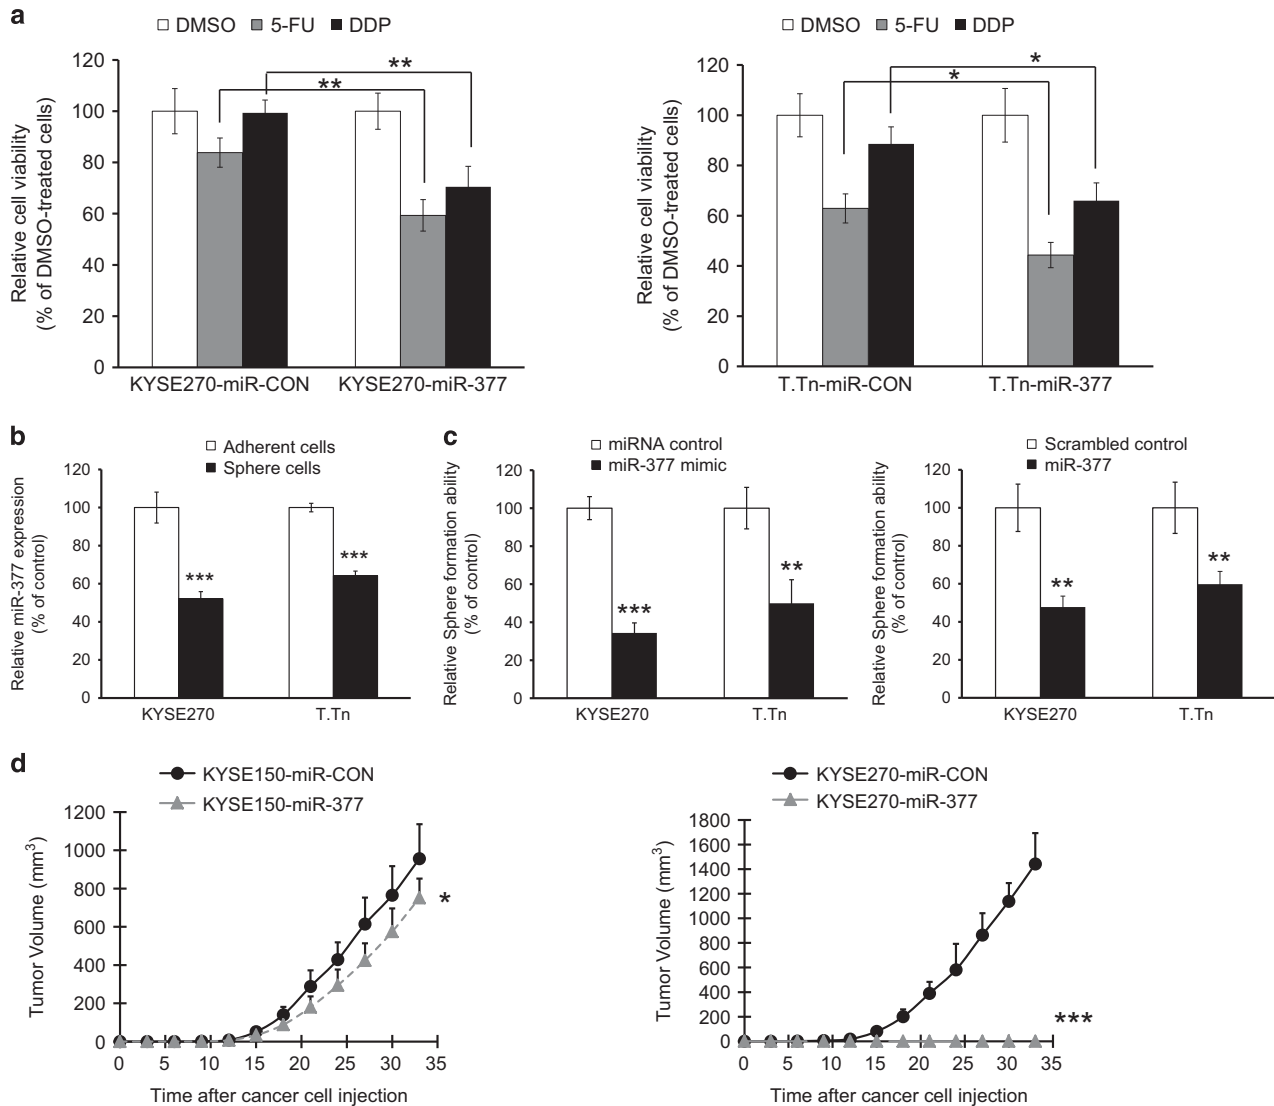 a
DMSO 5-FU DDP
Relative cell viability
(% of DMSO-treated cells)
120
100
80
60
40
20
0
** **
KYSE270-miR-CON KYSE270-miR-377
DMSO 5-FU DDP
Relative cell viability
(% of DMSO-treated cells)
120
100
80
60
40
20
0
* *
T.Tn-miR-CON T.Tn-miR-377
b
Adherent cells
Sphere cells
Relative miR-377 expression
(% of control)
120
100
80
60
40
20
0
*** ***
KYSE270 T.Tn
c
miRNA control
miR-377 mimic
Relative Sphere formation ability
(% of control)
120
100
80
60
40
20
0
*** **
KYSE270 T.Tn
Scrambled control
miR-377
Relative Sphere formation ability
(% of control)
120
100
80
60
40
20
0
** **
KYSE270 T.Tn
d
KYSE150-miR-CON
KYSE150-miR-377
Tumor Volume (mm3)
1200
1000
800
600
400
200
0
*
0 5 10 15 20 25 30 35
Time after cancer cell injection
KYSE270-miR-CON
KYSE270-miR-377
Tumor Volume (mm3)
1800
1600
1400
1200
1000
800
600
400
200
0
***
0 5 10 15 20 25 30 35
Time after cancer cell injection